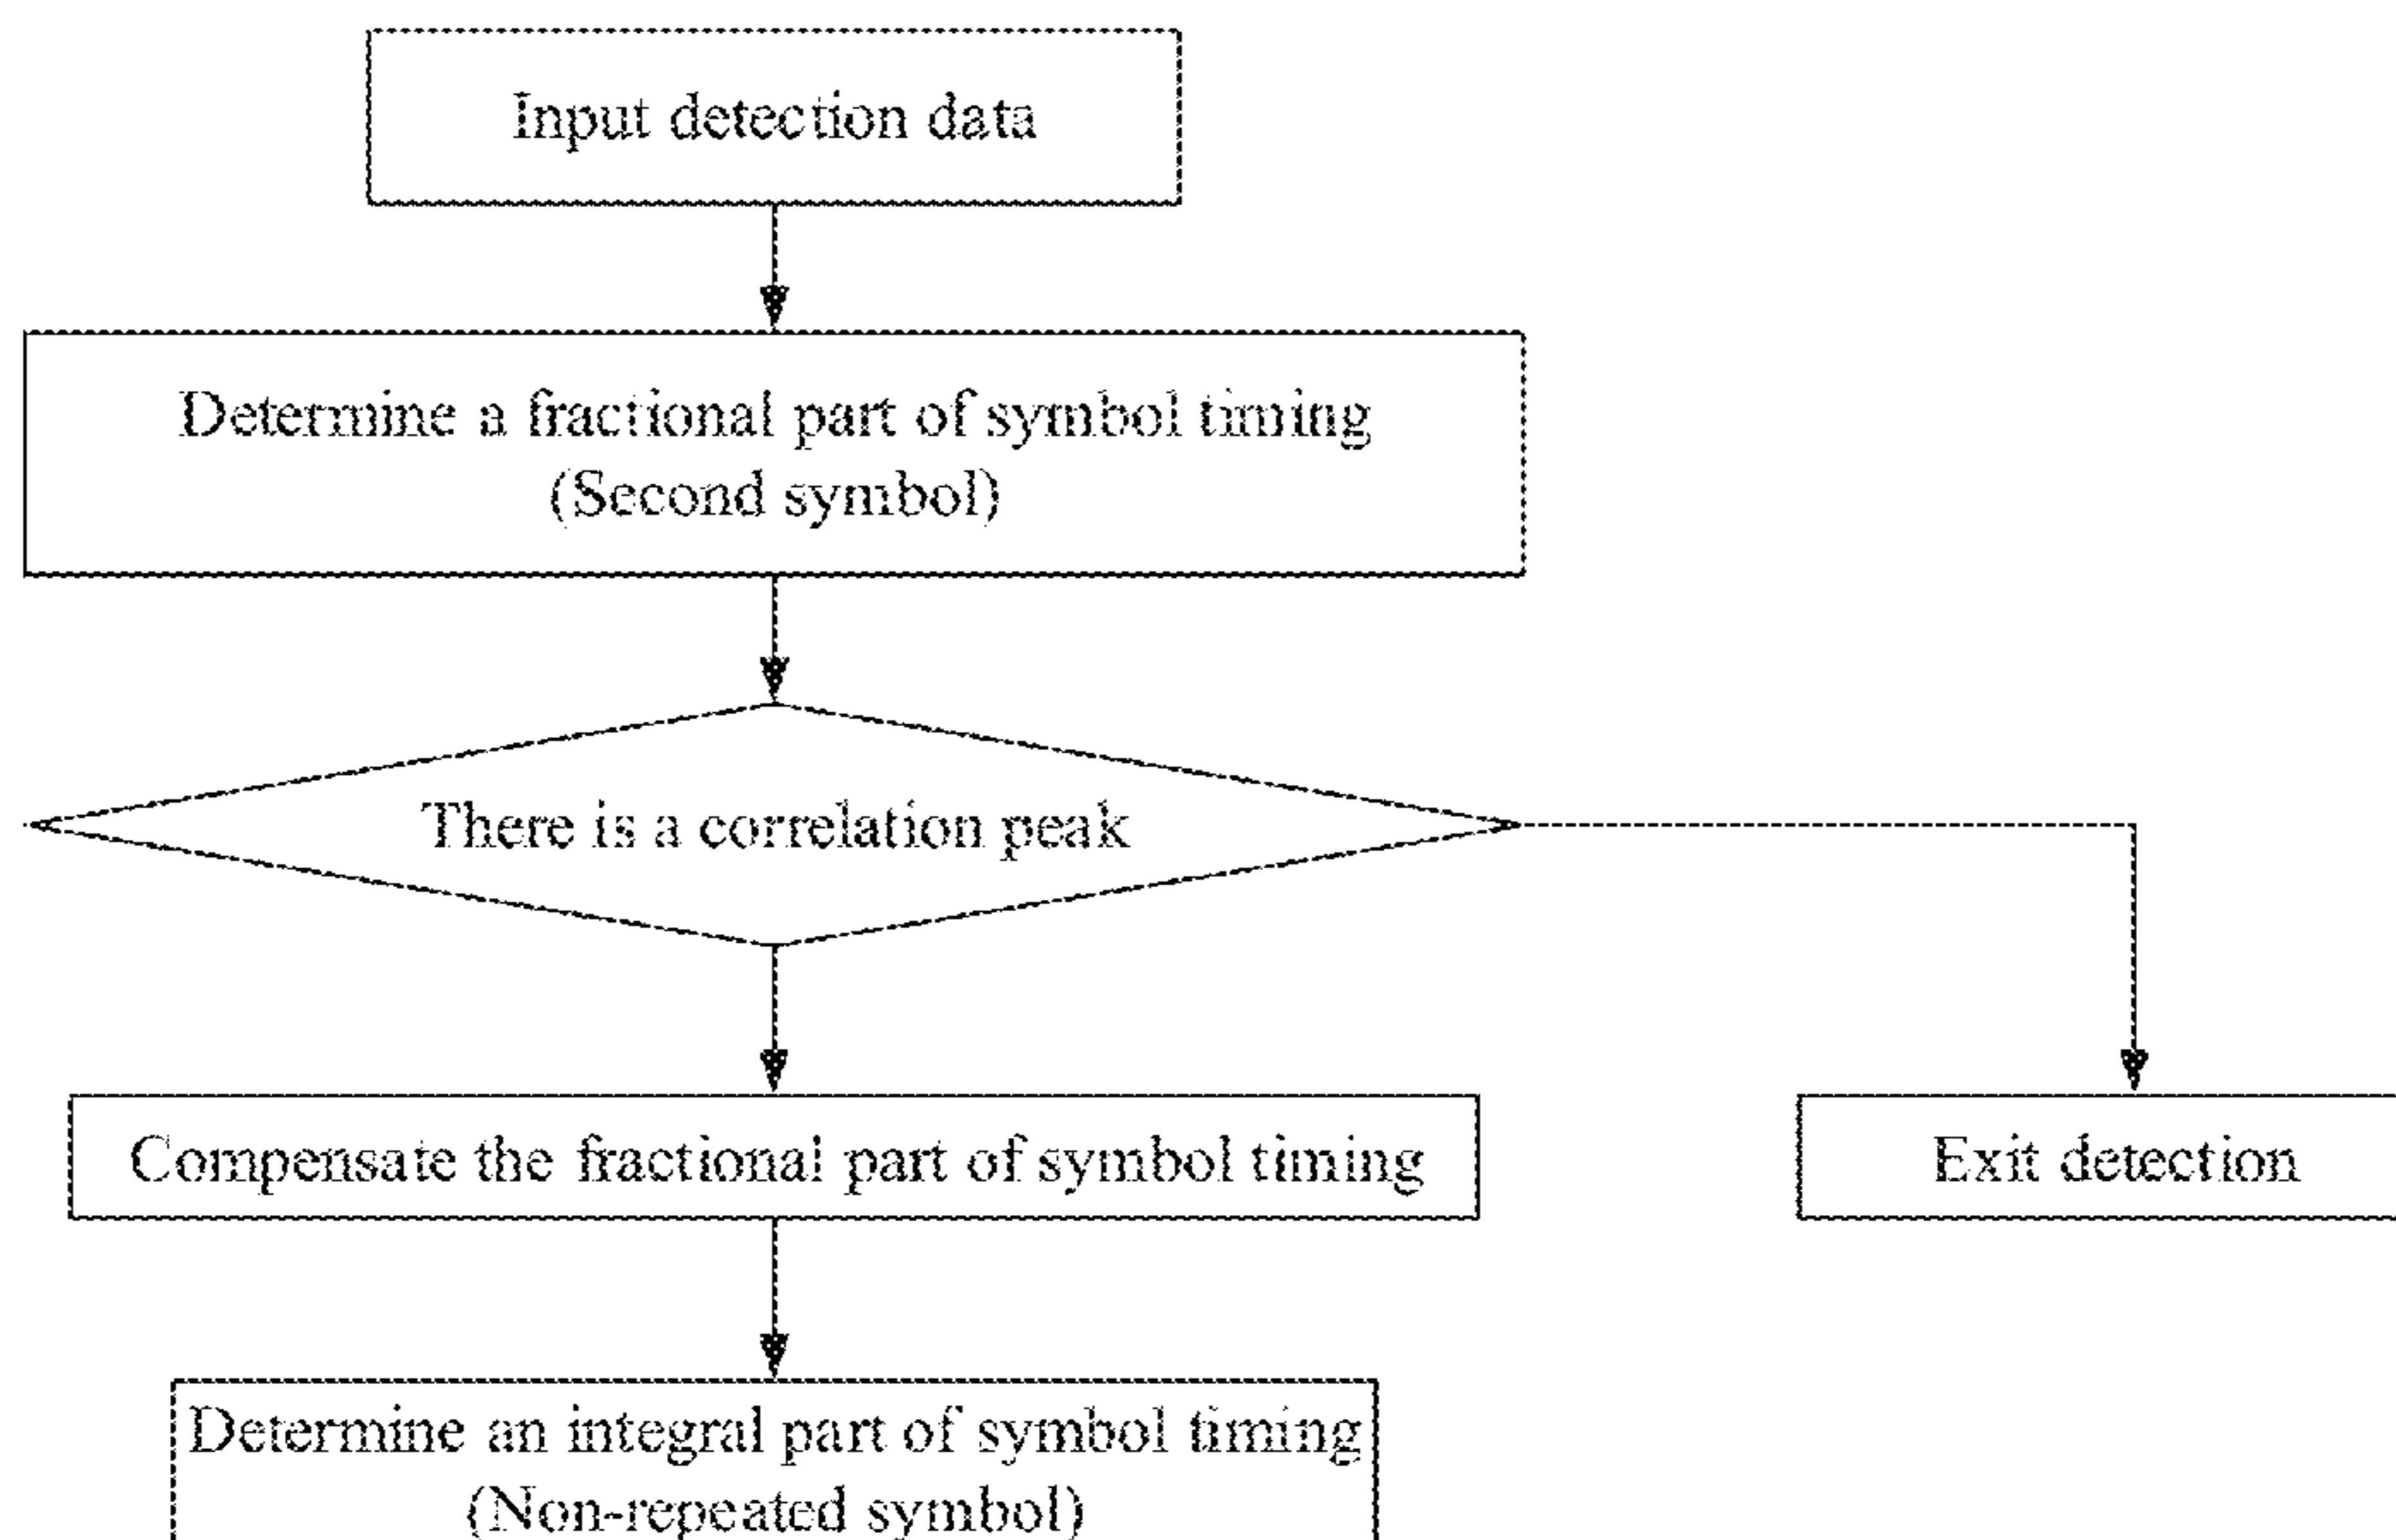 Input detection data
Determine a fractional part of symbol timing
(Second symbol)
There is a correlation peak
Compensate the fractional part of symbol timing
Exit detection
Determine an integral part of symbol timing
(Non-repeated symbol)